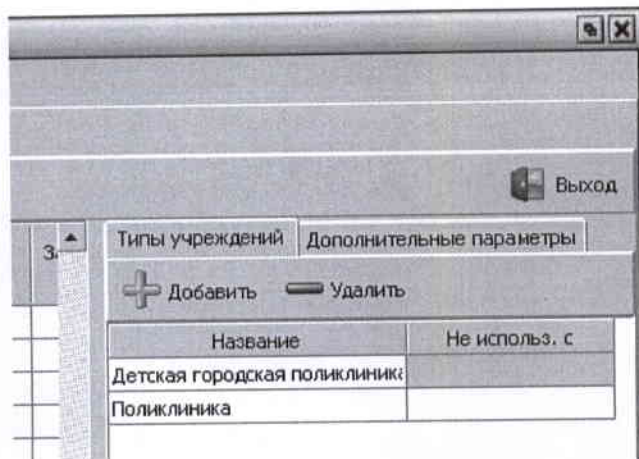 Выход
Типы учреждений Дополнительные параметры
Добавить Удалить
Название Не использ. с
Детская городская поликлиника
Поликлиника